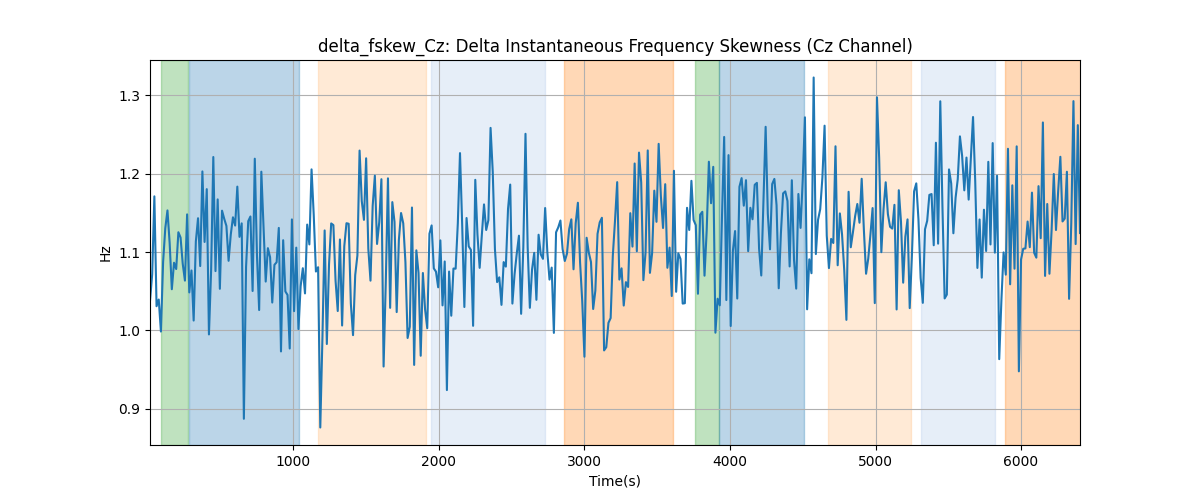 delta_fskew_Cz: Delta Instantaneous Frequency Skewness (Cz Channel)
1.3
1.2
1.1
1.0
0.9
Hz
1000 2000 3000 4000 5000 6000
Time(s)